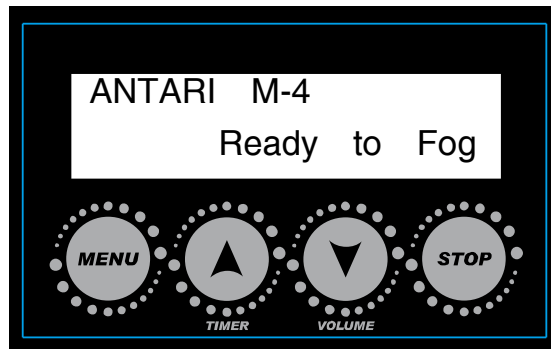 ANTARI M-4
Ready to Fog
MENU
STOP
TIMER
VOLUME